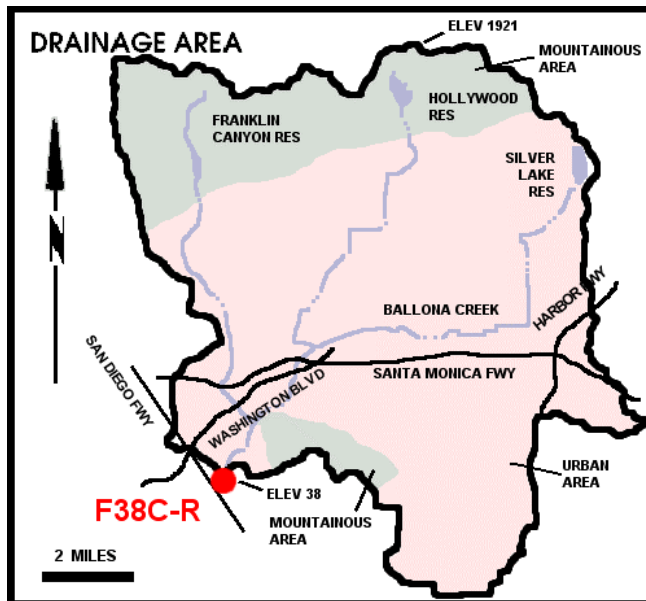 DRAINAGE AREA
ELEV 1921
MOUNTAINOUS
AREA
FRANKLIN
CANYON RES
HOLLYWOOD
RES
SILVER
LAKE
RES
N
BALLONA CREEK
HARBOR FWY
SAN DIEGO FWY
WASHINGTON BLVD
SANTA MONICA FWY
F38C-R
ELEV 38
MOUNTAINOUS
AREA
URBAN
AREA
2 MILES